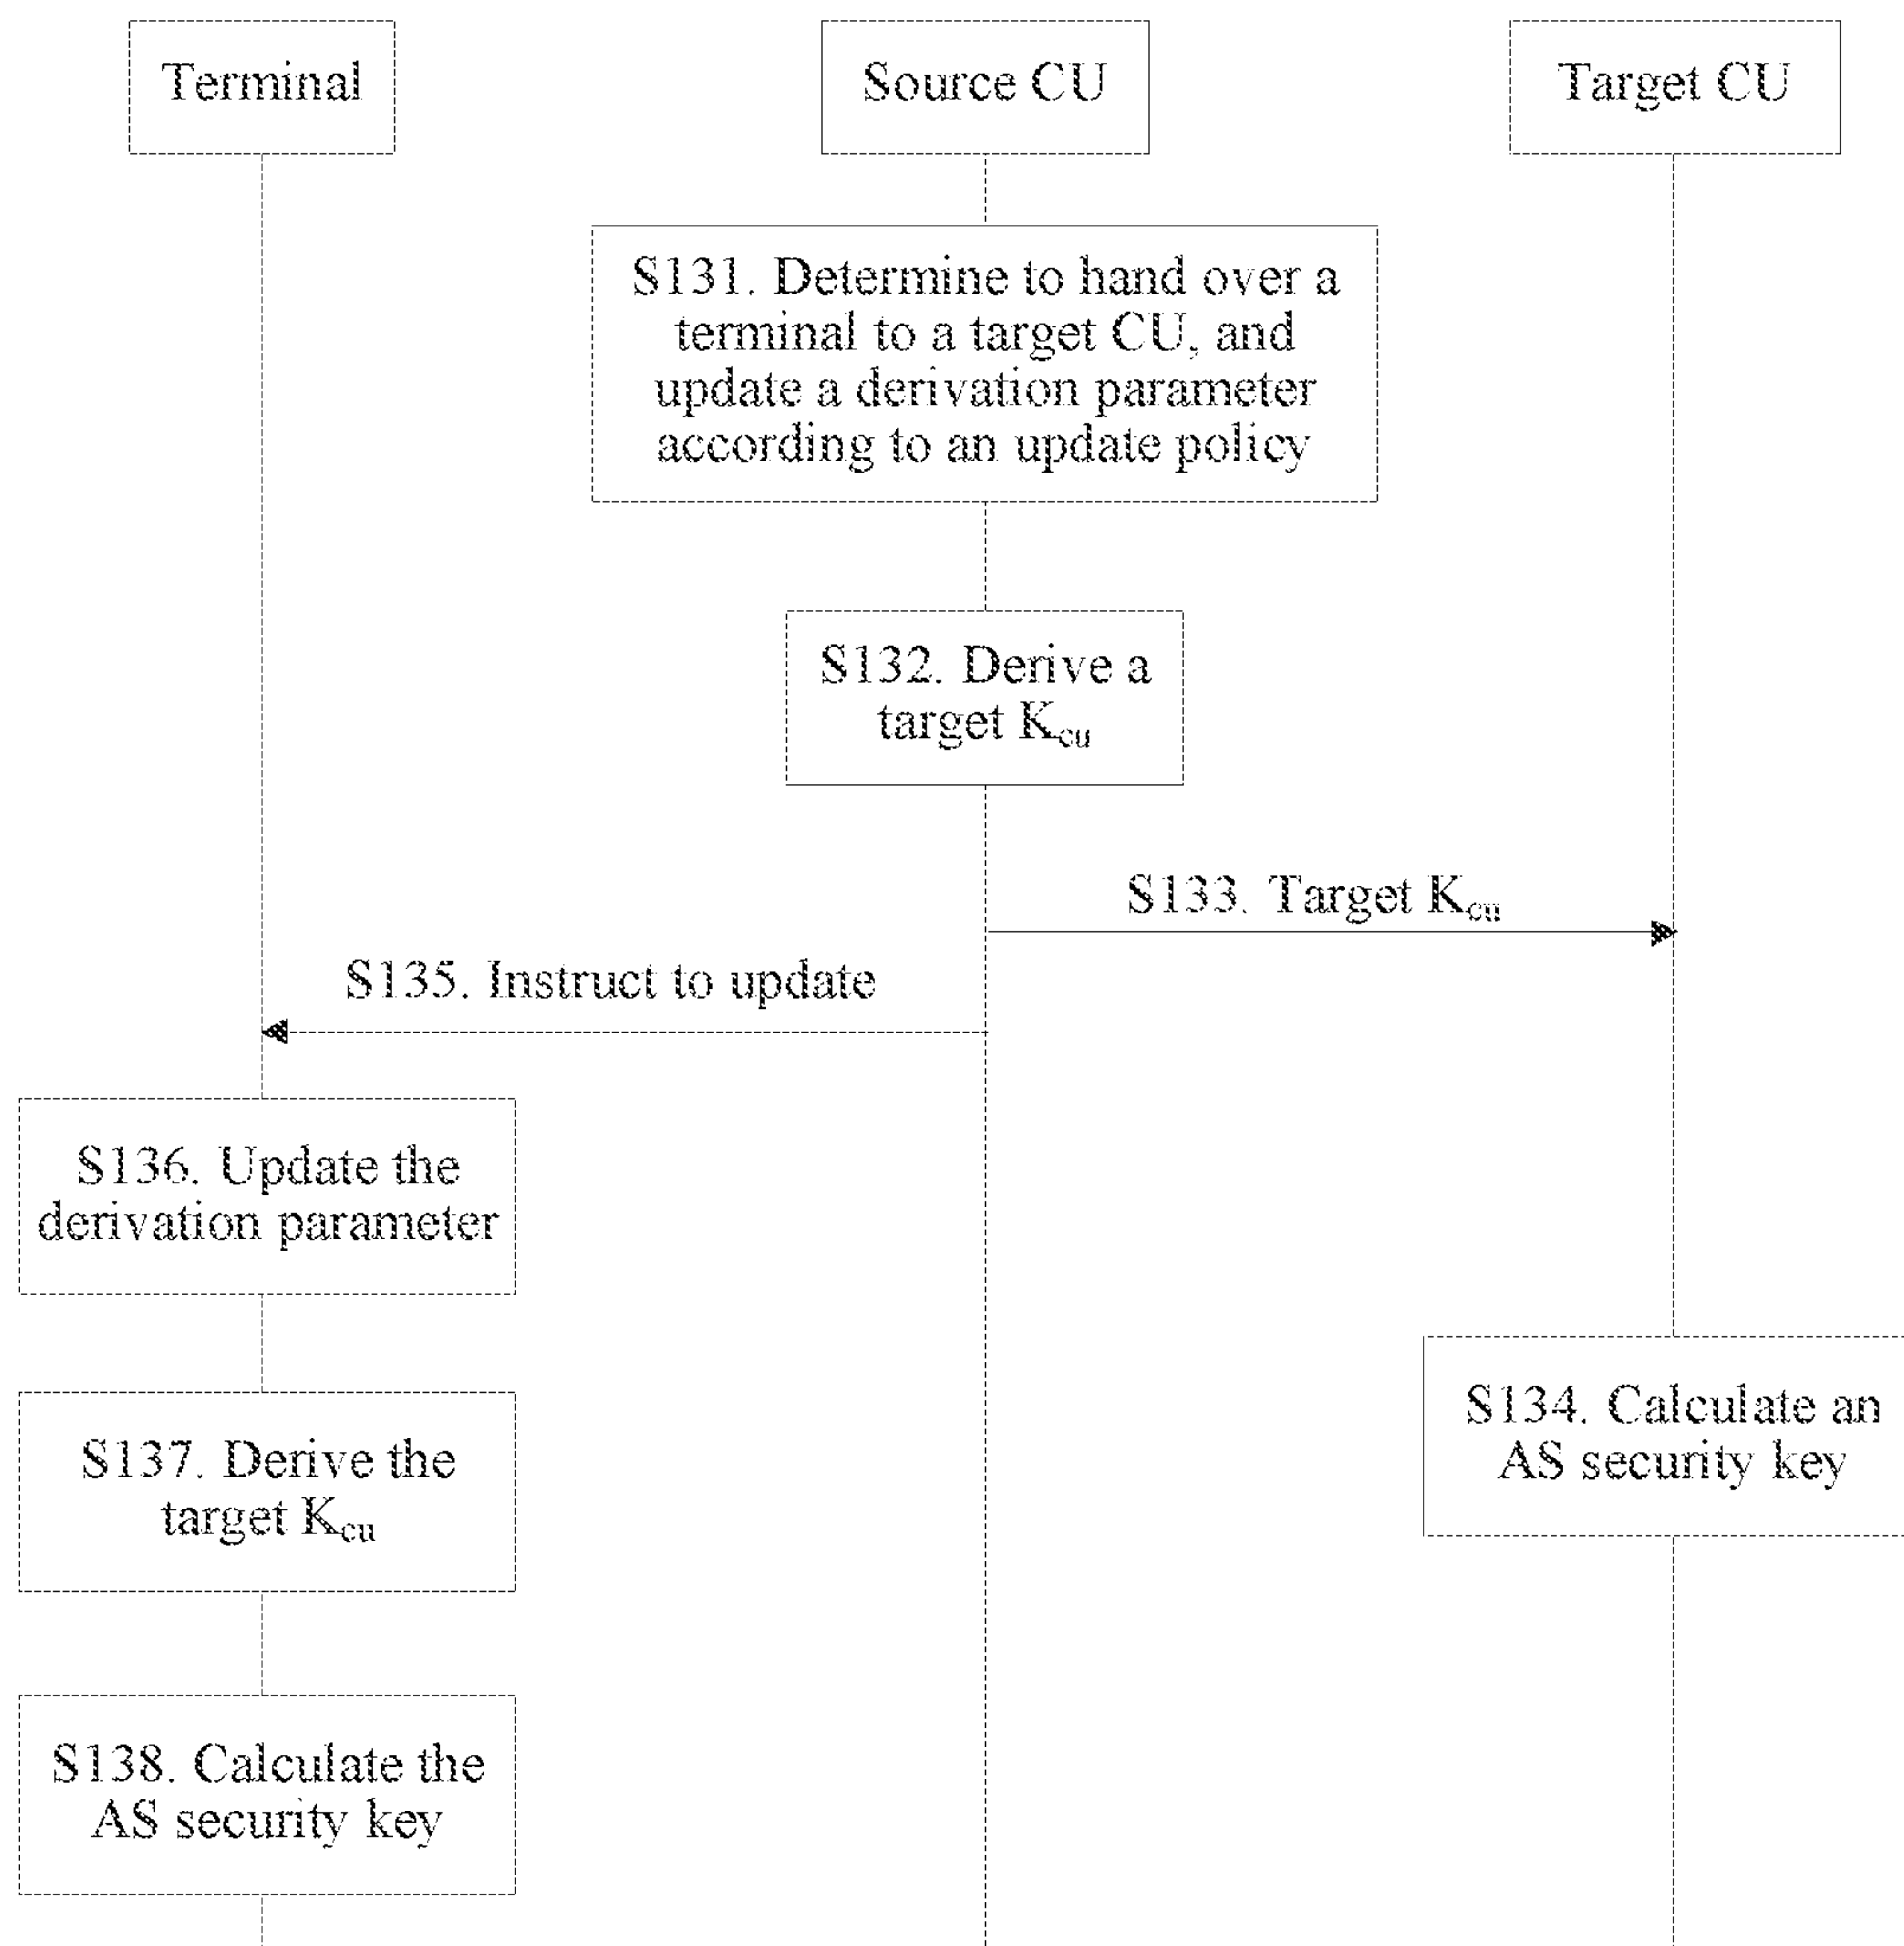 Terminal
Source CU
Target CU
S131. Determine to hand over a
terminal to a target CU, and
update a derivation parameter
according to an update policy
S132. Derive a
target Kcu
S133. Target Kcu
S135. Instruct to update
S136. Update the
derivation parameter
S134. Calculate an
AS security key
S137. Derive the
target Kcu
S138. Calculate the
AS security key